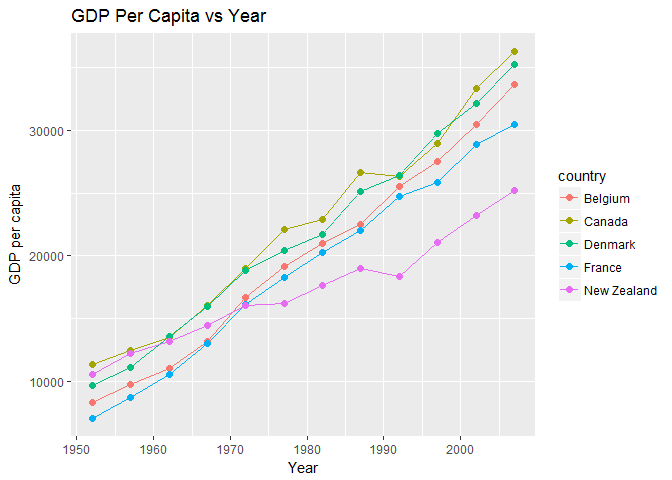 GDP Per Capita vs Year
GDP per capita
30000
20000
10000
1950 1960 1970 1980 1990 2000
Year
country
Belgium
Canada
Denmark
France
New Zealand